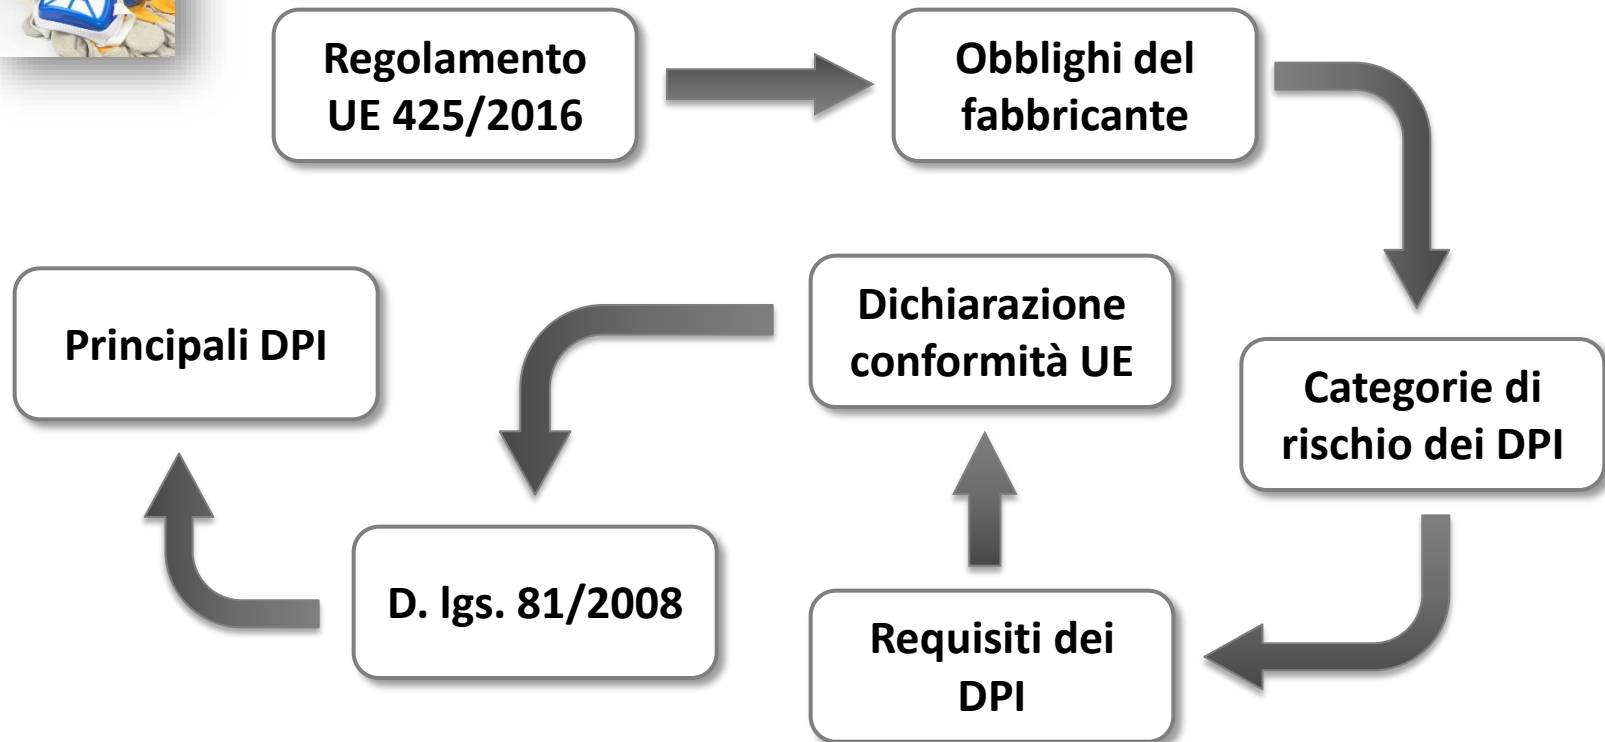 Regolamento
UE 425/2016
Obblighi del
fabbricante
Categorie di
rischio dei DPI
Requisiti dei
DPI
Dichiarazione
conformità UE
D. lgs. 81/2008
Principali DPI